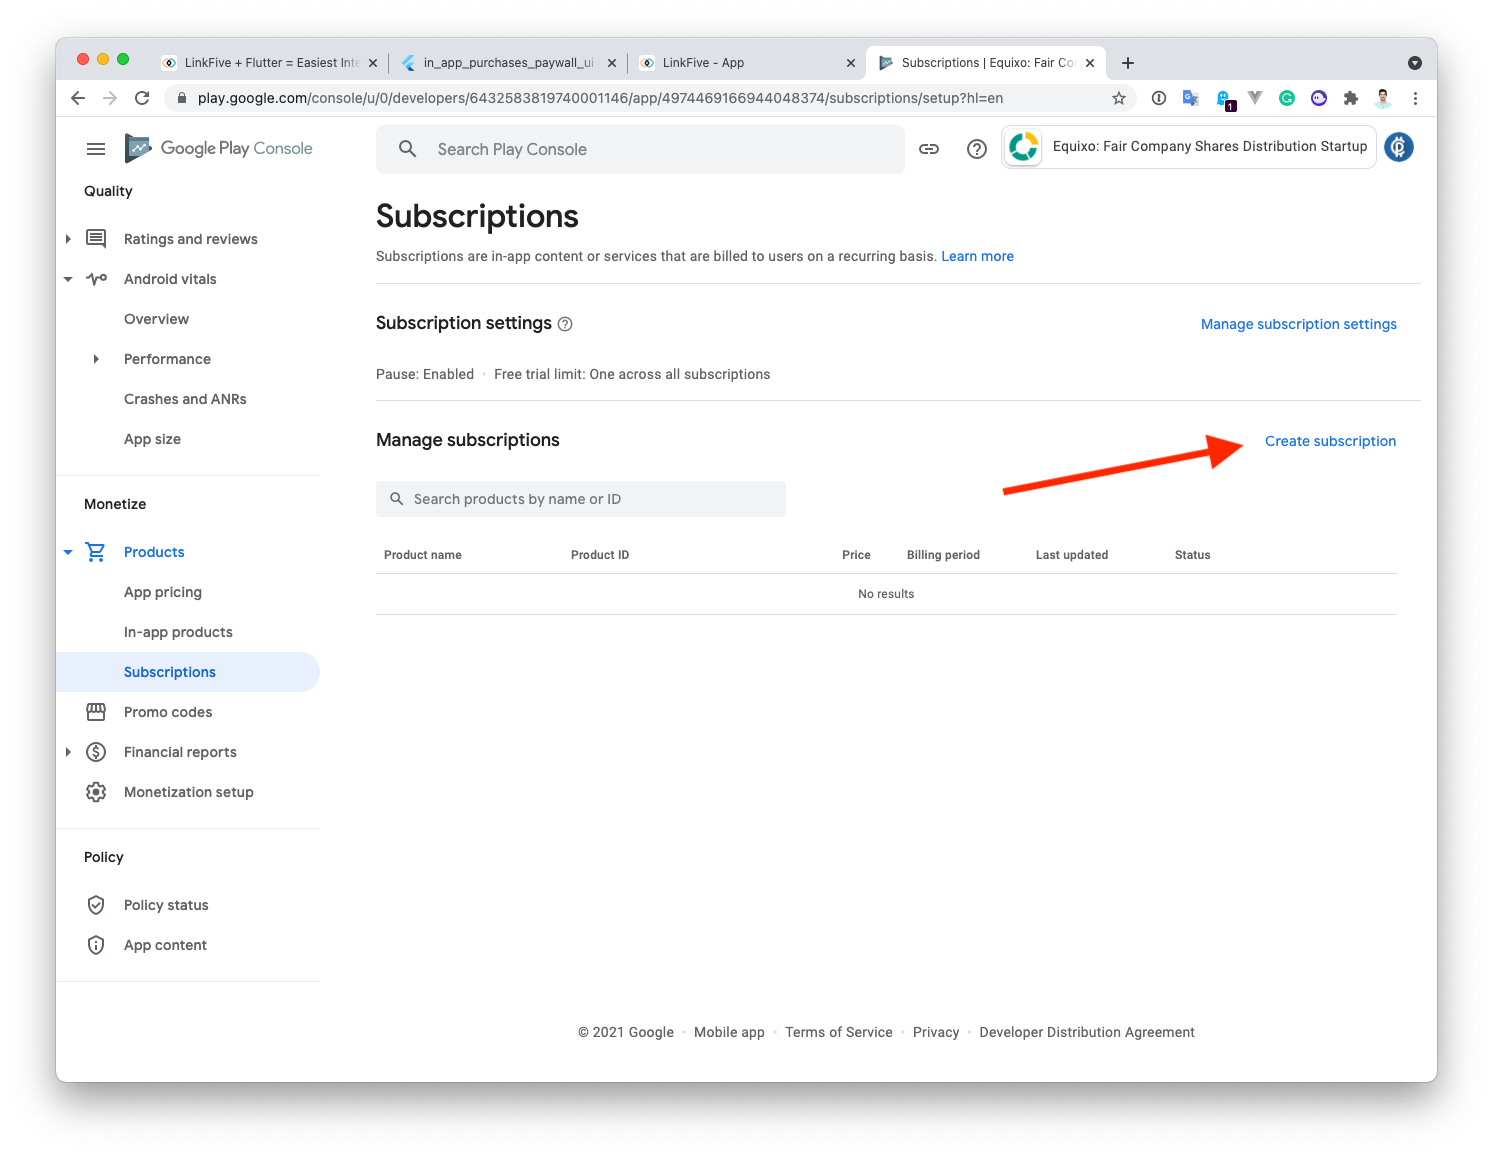 LinkFive + Flutter = Easiest Inte
in_app_purchases_paywall_ui
LinkFive - App
Subscriptions | Equixo: Fair Co
play.google.com/console/u/0/developers/6432583819740001146/app/4974469166944048374/subscriptions/setup?hl=en
1
Google Play Console
Search Play Console
Equixo: Fair Company Shares Distribution Startup
Quality
Ratings and reviews
Android vitals
Overview
Performance
Crashes and ANRs
App size
Monetize
Products
App pricing
In-app products
Subscriptions
Promo codes
Financial reports
Monetization setup
Policy
Policy status
App content
Subscriptions
Subscriptions are in-app content or services that are billed to users on a recurring basis. Learn more
Subscription settings
Manage subscription settings
Pause: Enabled · Free trial limit: One across all subscriptions
Manage subscriptions
Create subscription
Search products by name or ID
Product name Product ID Price Billing period Last updated Status
No results
© 2021 Google · Mobile app · Terms of Service · Privacy · Developer Distribution Agreement